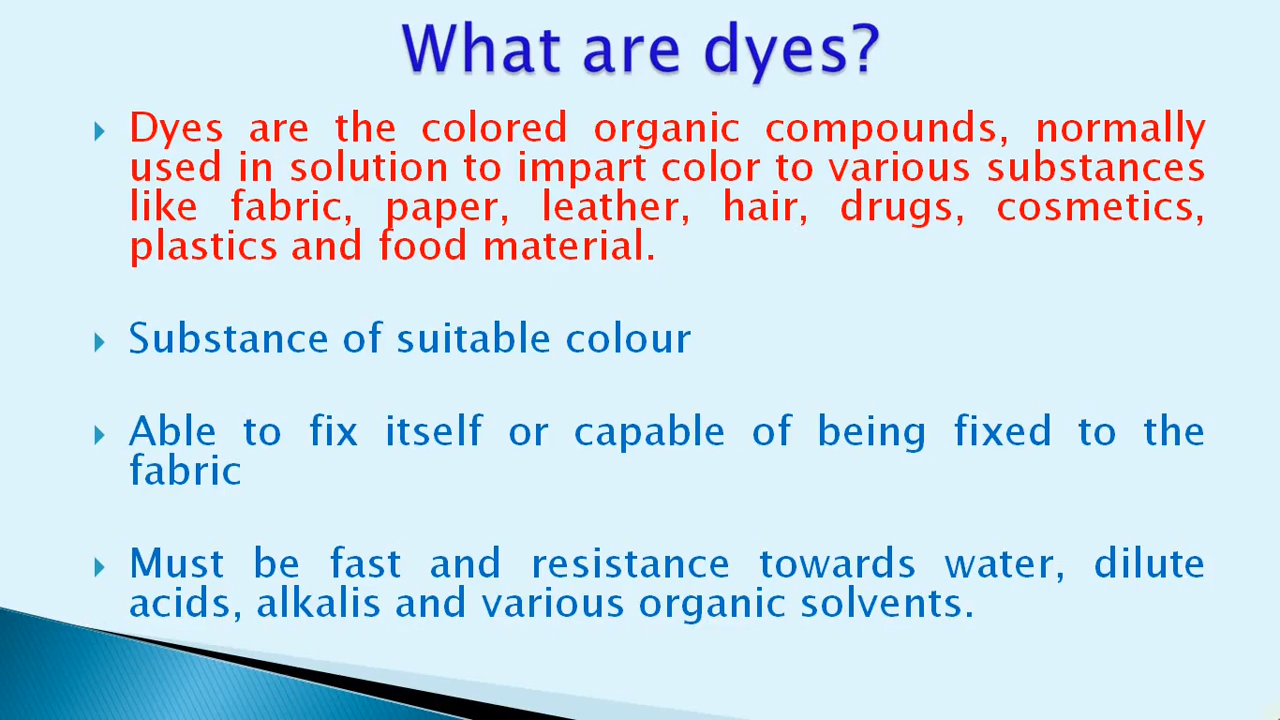 What are dyes?
Dyes are the colored organic compounds, normally
used in solution to impart color to various substances
like fabric, paper, leather, hair, drugs, cosmetics,
plastics and food material.
Substance of suitable colour
Able to fix itself or capable of being fixed to the
fabric
Must be fast and resistance towards water, dilute
acids, alkalis and various organic solvents.